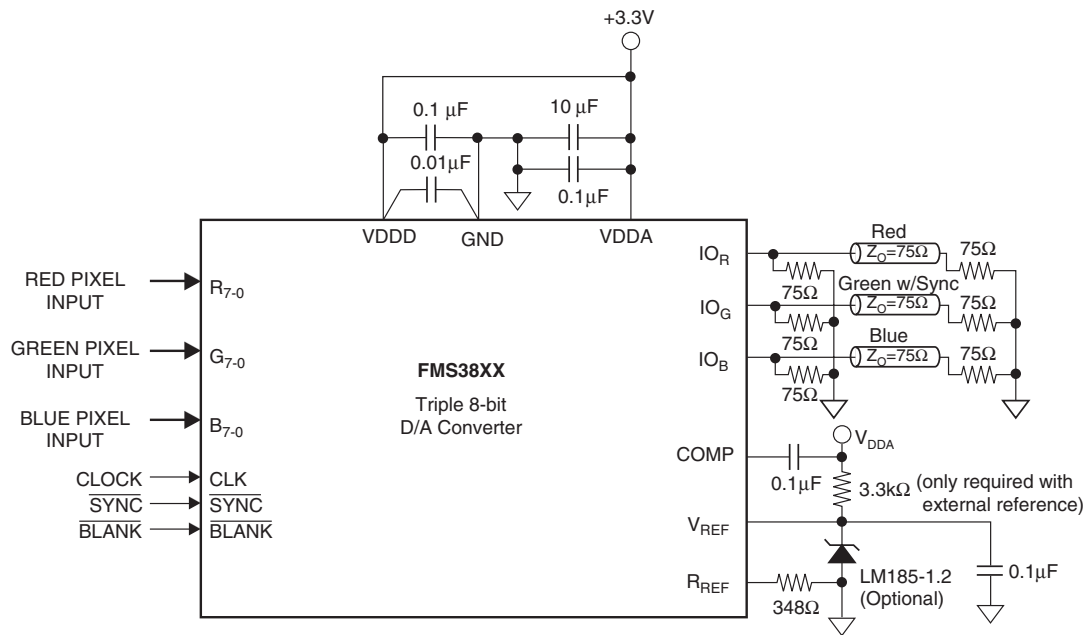 +3.3V
0.1 µF
10 µF
0.01µF
0.1µF
VDDD
GND
VDDA
RED PIXEL
INPUT
R7-0
GREEN PIXEL
INPUT
G7-0
BLUE PIXEL
INPUT
B7-0
CLOCK
CLK
SYNC
SYNC
BLANK
BLANK
FMS38XX
Triple 8-bit
D/A Converter
IOR
Red
ZO=75Ω
75Ω
75Ω
IOG
Green w/Sync
ZO=75Ω
75Ω
75Ω
IOB
Blue
ZO=75Ω
75Ω
75Ω
COMP
0.1µF
VDDA
3.3kΩ
(only required with
external reference)
VREF
LM185-1.2
(Optional)
0.1µF
RREF
348Ω